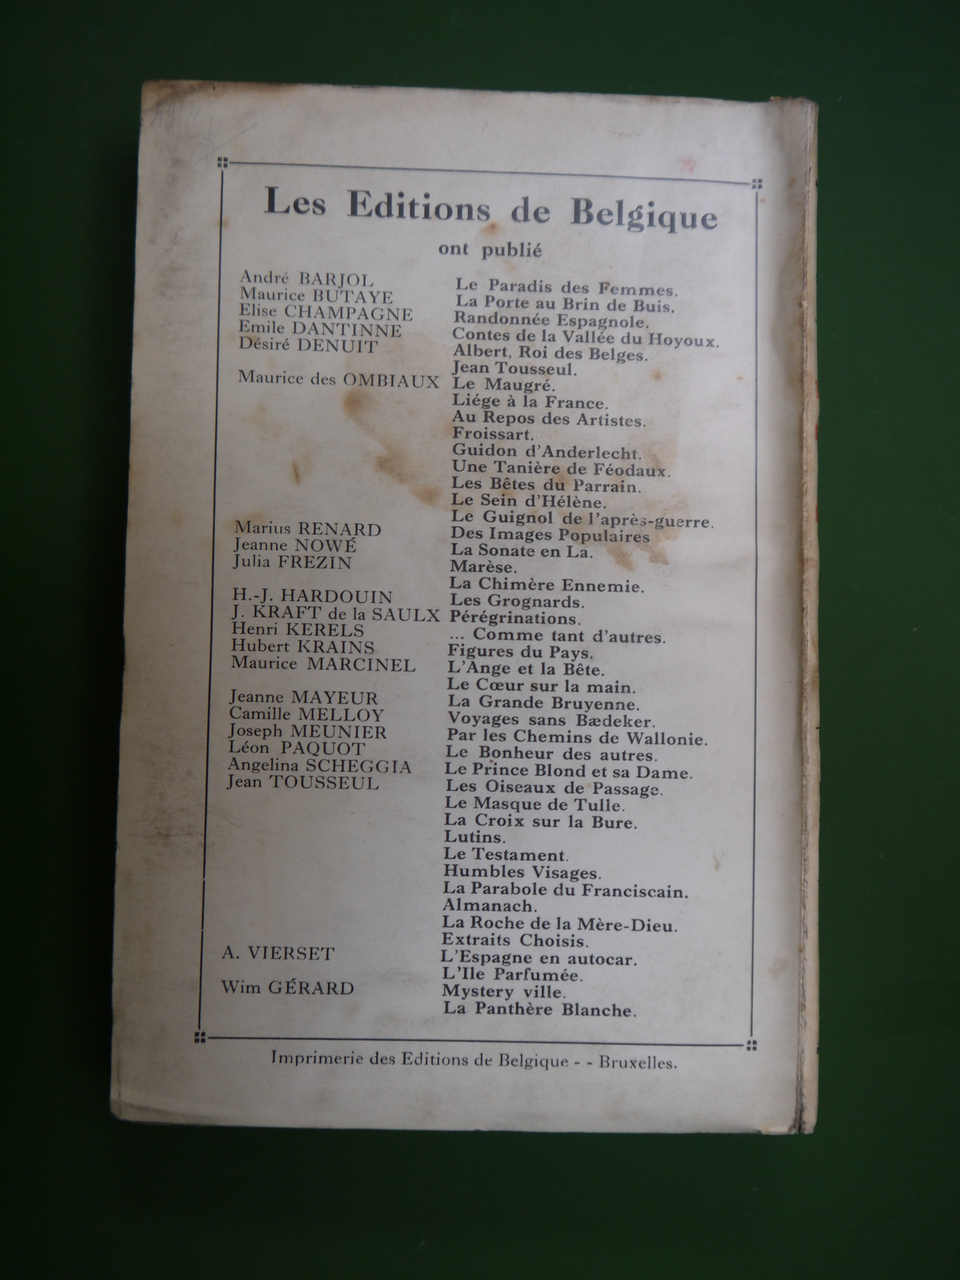 Les Editions de Belgique
ont publié
André BARJOL Le Paradis des Femmes.
Maurice BUTAYE La Porte au Brin de Buis.
Elise CHAMPAGNE Randonnée Espagnole.
Emile DANTINNE Contes de la Vallée du Hoyoux.
Désiré DENUIT Albert, Roi des Belges.
Jean Tousseul.
Maurice des OMBIAUX Le Maugré.
Liége à la France.
Au Repos des Artistes.
Froissart.
Guidon d'Anderlecht.
Une Tanière de Féodaux.
Les Bêtes du Parrain.
Le Sein d'Hélène.
Le Guignol de l'après-guerre.
Marius RENARD Des Images Populaires
Jeanne NOWÉ La Sonate en La.
Julia FREZIN Marèse.
La Chimère Ennemie.
H.-J. HARDOUIN Les Grognards.
J. KRAFT de la SAULX Pérégrinations.
Henri KERELS ... Comme tant d'autres.
Hubert KRAINS Figures du Pays.
Maurice MARCINEL L'Ange et la Bête.
Le Cœur sur la main.
Jeanne MAYEUR La Grande Bruyenne.
Camille MELLOY Voyages sans Bædeker.
Joseph MEUNIER Par les Chemins de Wallonie.
Léon PAQUOT Le Bonheur des autres.
Angelina SCHEGGIA Le Prince Blond et sa Dame.
Jean TOUSSEUL Les Oiseaux de Passage.
Le Masque de Tulle.
La Croix sur la Bure.
Lutins.
Le Testament.
Humbles Visages.
La Parabole du Franciscain.
Almanach.
La Roche de la Mère-Dieu.
Extraits Choisis.
A. VIERSET L'Espagne en autocar.
L'Ile Parfumée.
Wim GÉRARD Mystery ville.
La Panthère Blanche.
Imprimerie des Editions de Belgique - - Bruxelles.